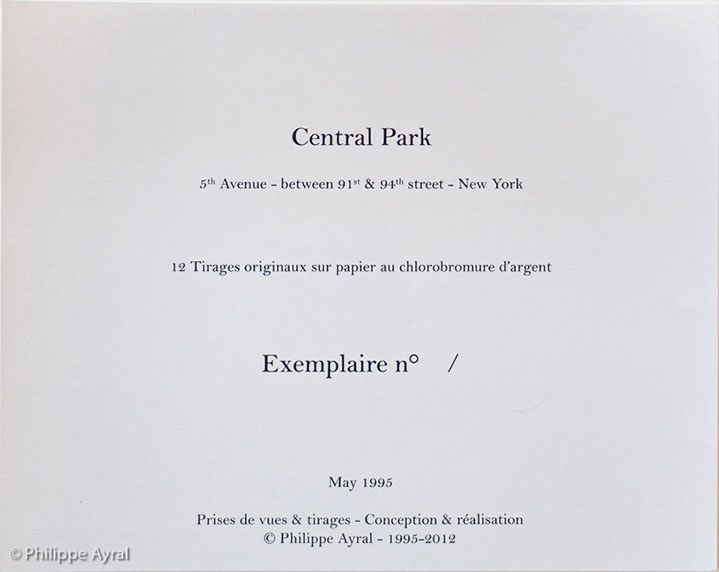 Central Park
5th Avenue - between 91st & 94th street - New York
12 Tirages originaux sur papier au chlorobromure d'argent
Exemplaire n° /
May 1995
Prises de vues & tirages - Conception & réalisation
© Philippe Ayral - 1995-2012
© Philippe Ayral